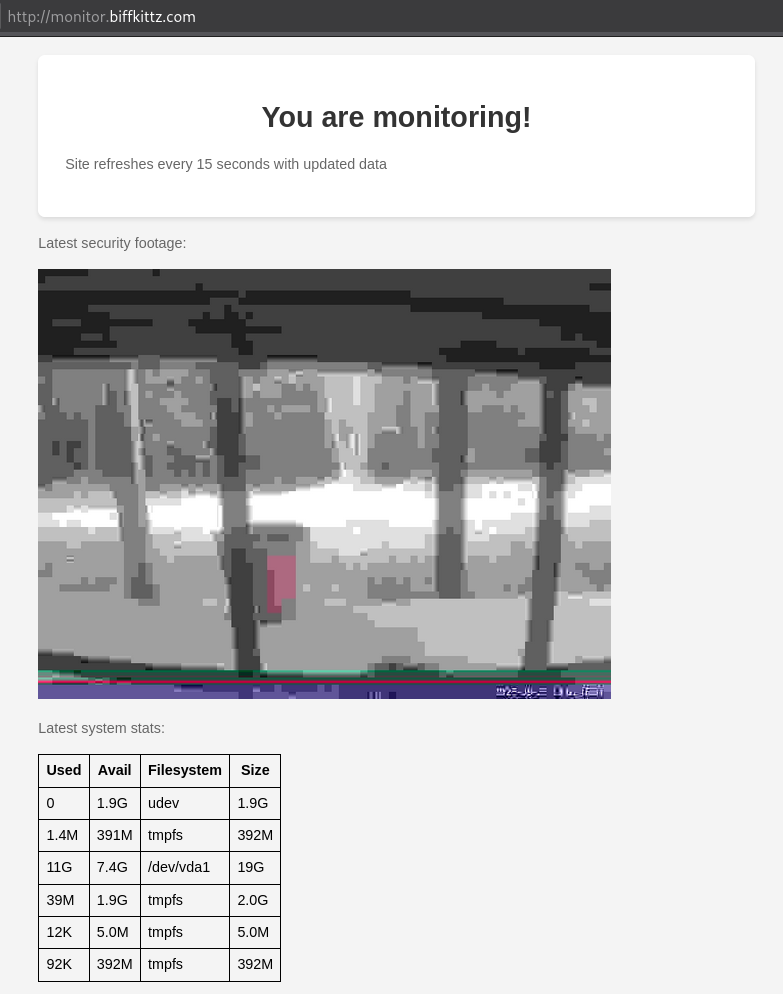 http://monitor.biffkittz.com
You are monitoring!
Site refreshes every 15 seconds with updated data
Latest security footage:
Latest system stats:
Used Avail Filesystem Size
0 1.9G udev 1.9G
1.4M 391M tmpfs 392M
11G 7.4G /dev/vda1 19G
39M 1.9G tmpfs 2.0G
12K 5.0M tmpfs 5.0M
92K 392M tmpfs 392M